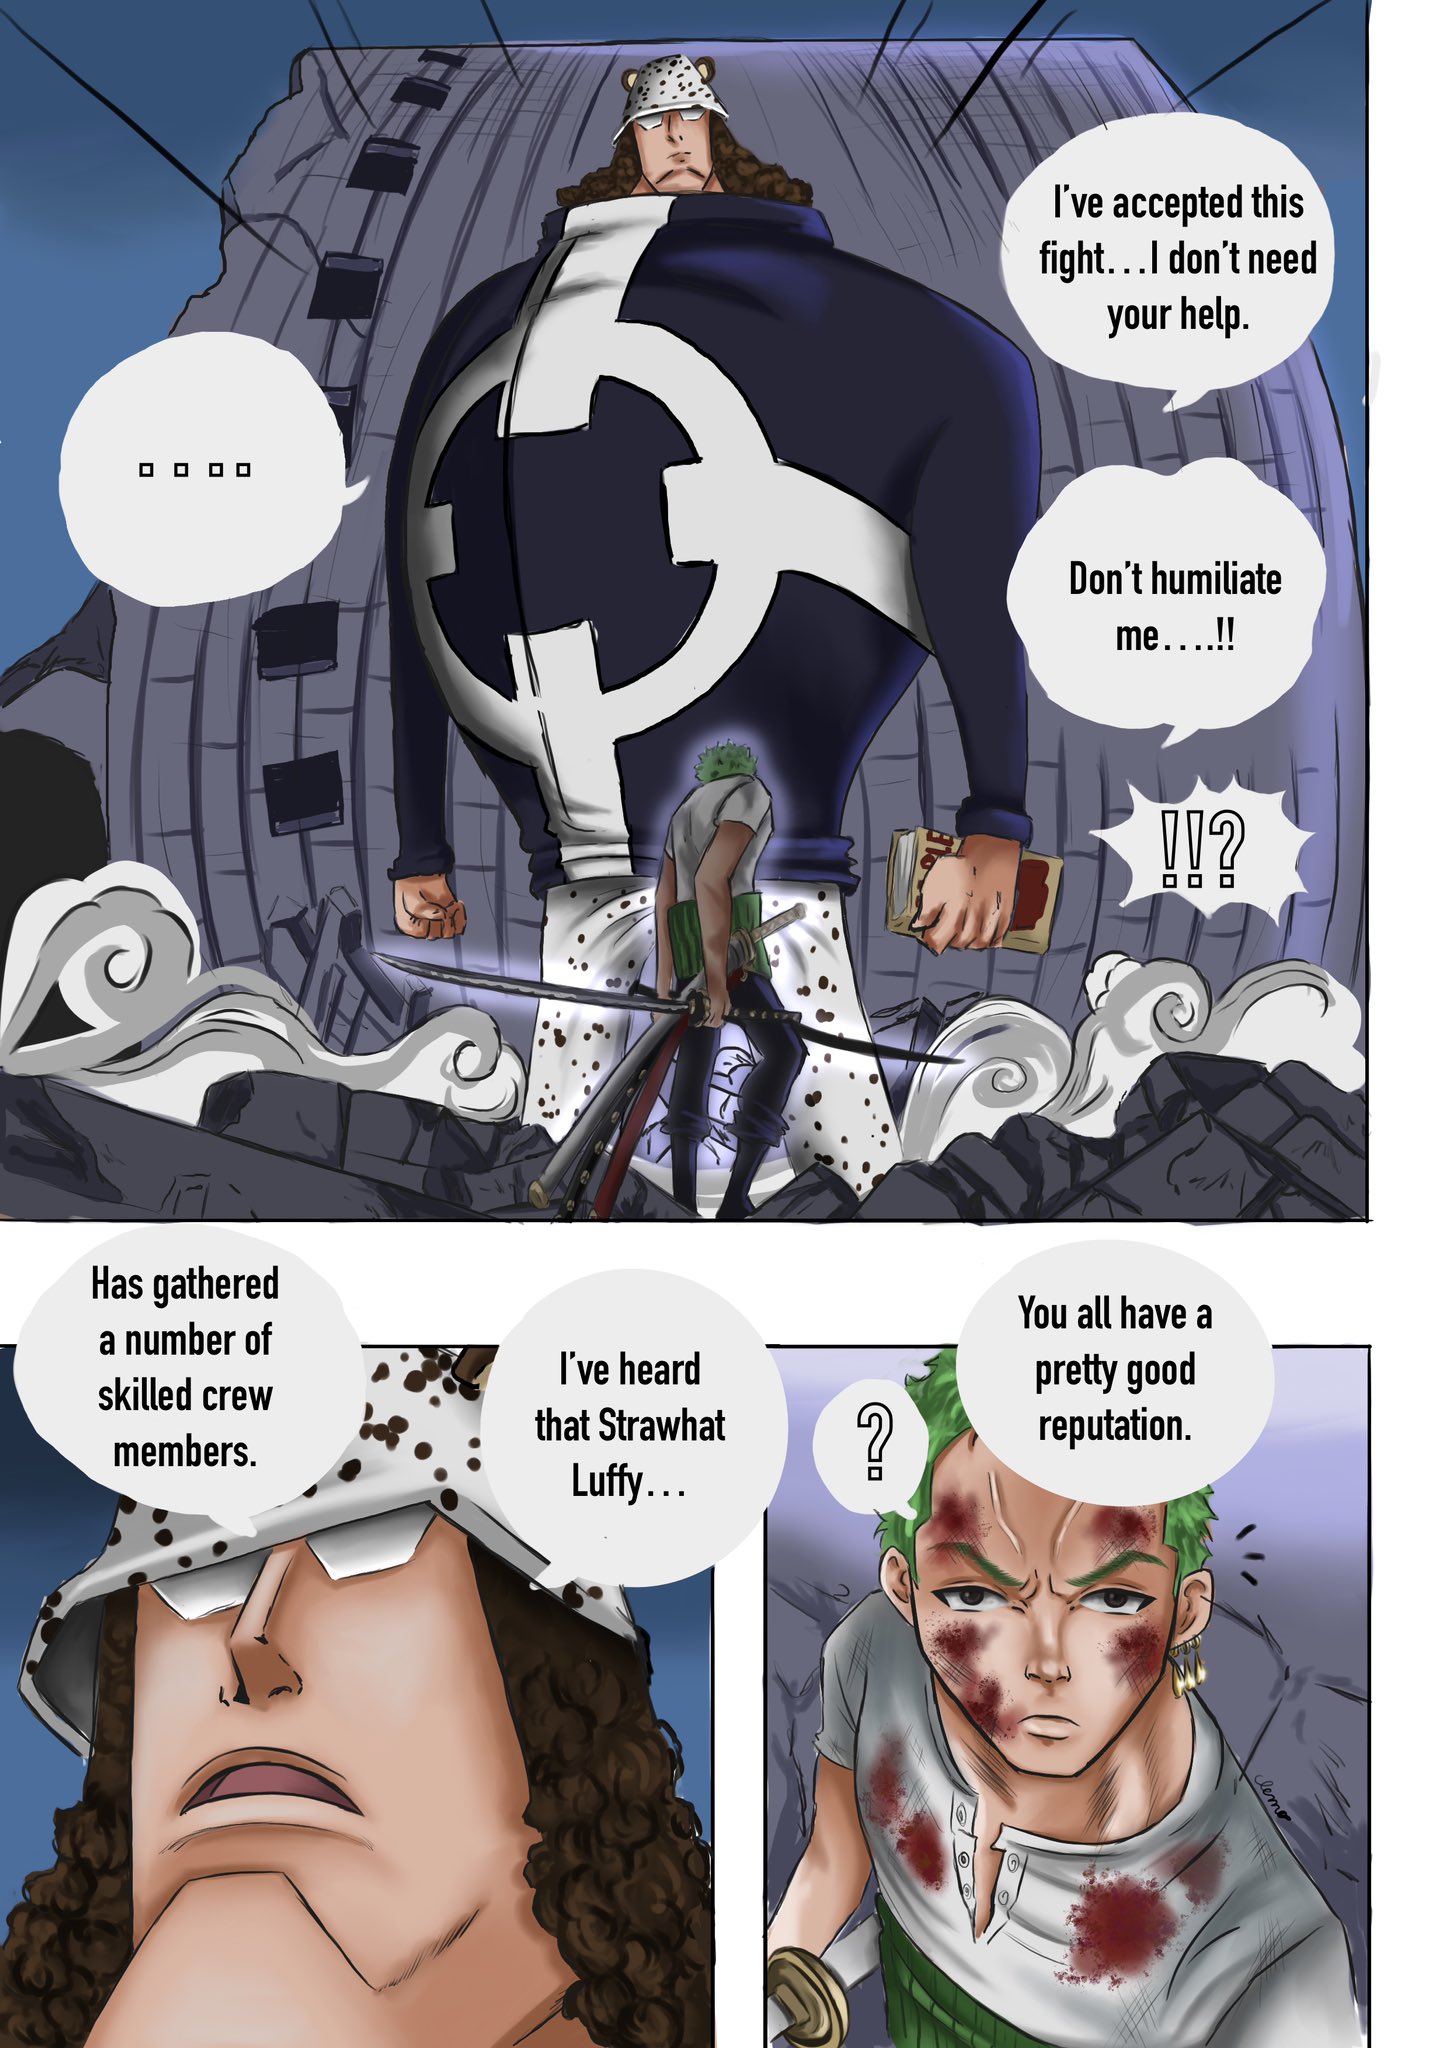 I've accepted this
fight...I don't need
your help.
Don't humiliate
me....!!
!!?
....
You all have a
pretty good
reputation.
?
I've heard
that Strawhat
Luffy...
Has gathered
a number of
skilled crew
members.